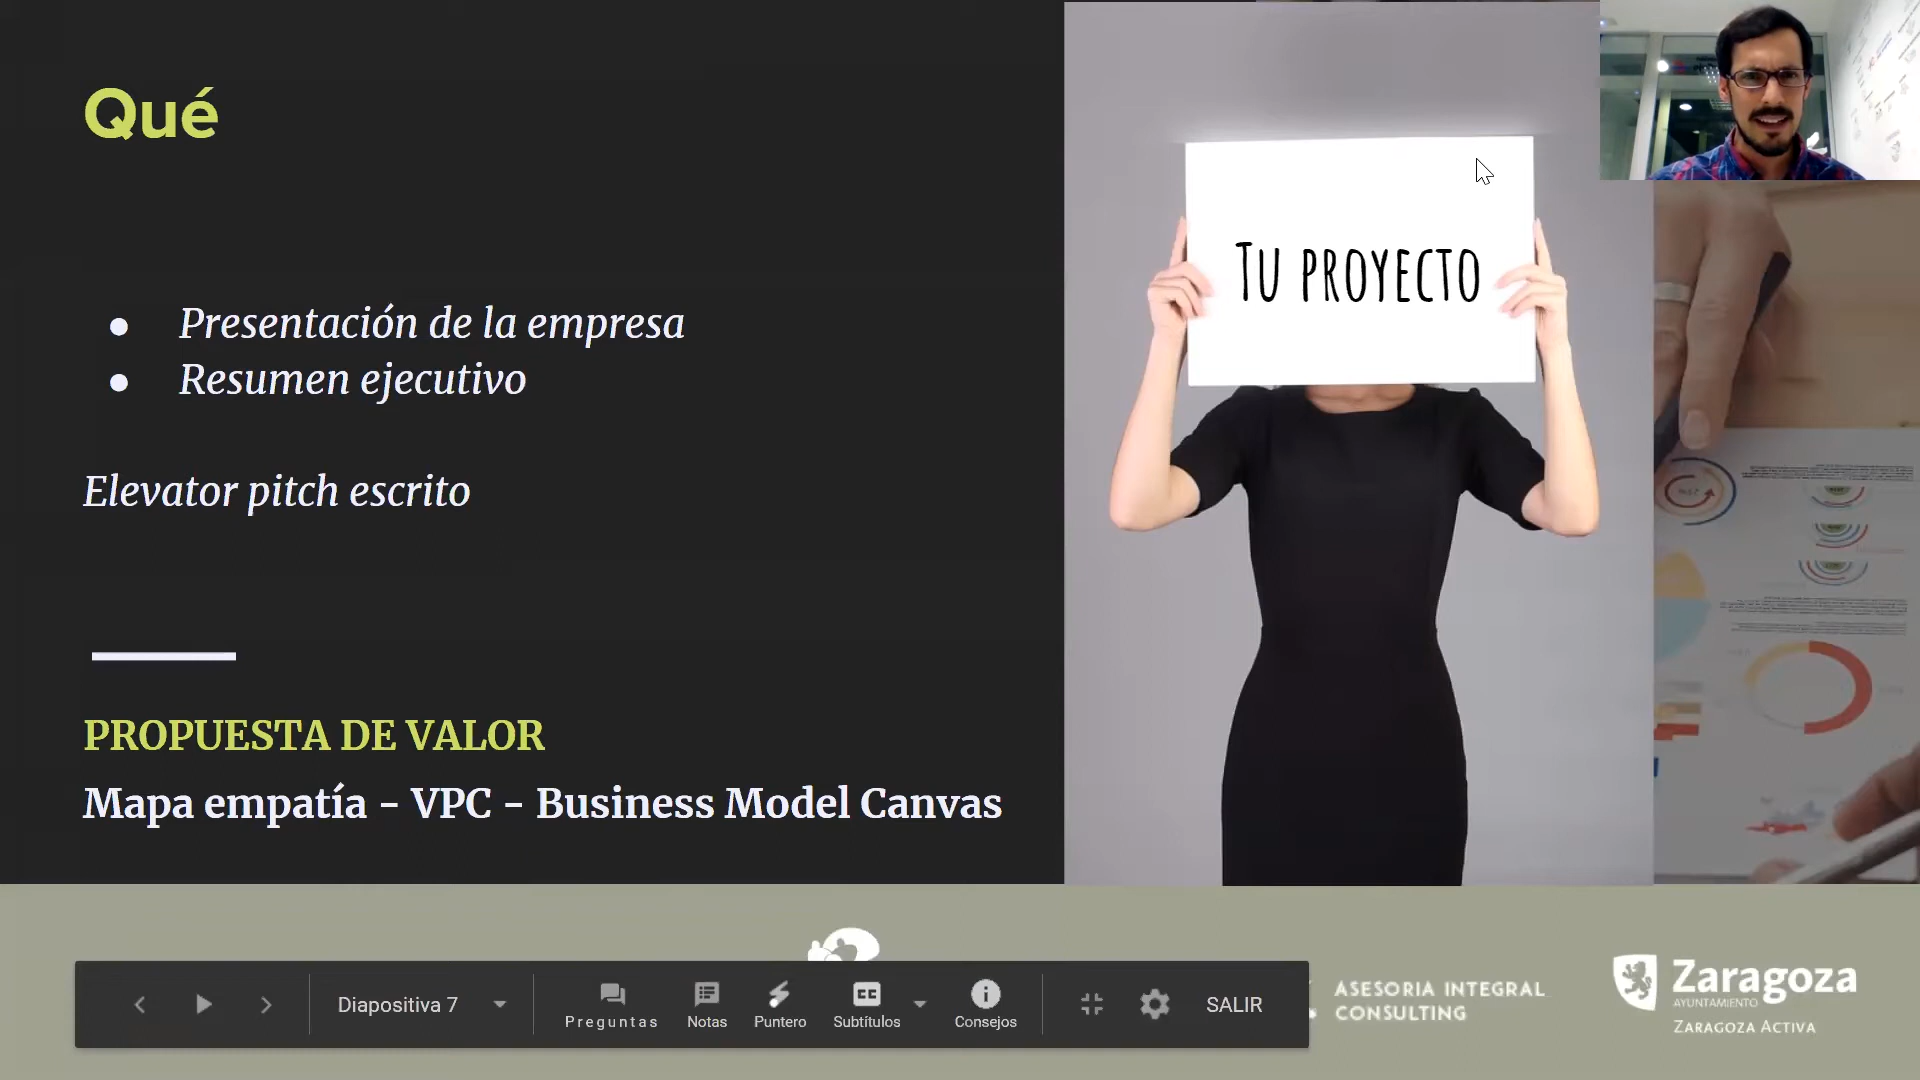 Qué
Presentación de la empresa
Resumen ejecutivo
Elevator pitch escrito
PROPUESTA DE VALOR
Mapa empatía - VPC - Business Model Canvas
TU PROYECTO
Diapositiva 7
Preguntas
Notas
Puntero
CC
Subtítulos
Consejos
SALIR
ASESORIA INTEGRAL
CONSULTING
Zaragoza
AYUNTAMIENTO
ZARAGOZA ACTIVA